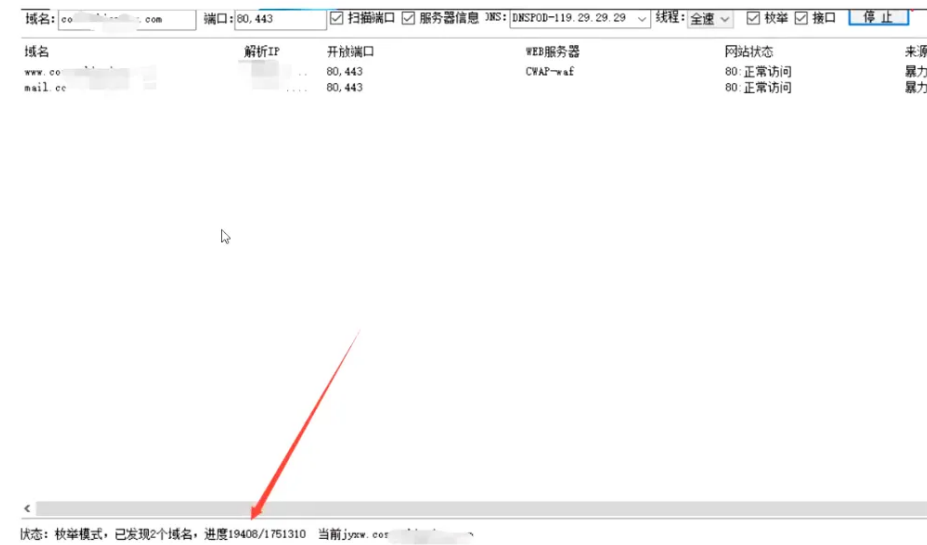 域名: co .com 端口: 80,443 扫描端口 服务器信息 DNS: DNSPOD-119.29.29.29 线程: 全速 枚举 接口 停止
域名 解析IP 开放端口 WEB服务器 网站状态 来源
www.co 80,443 CWAP-waf 80:正常访问 暴力
mail.cc 80,443 80:正常访问 暴力
状态: 枚举模式，已发现2个域名，进度19408/1751310 当前jyxw.cor